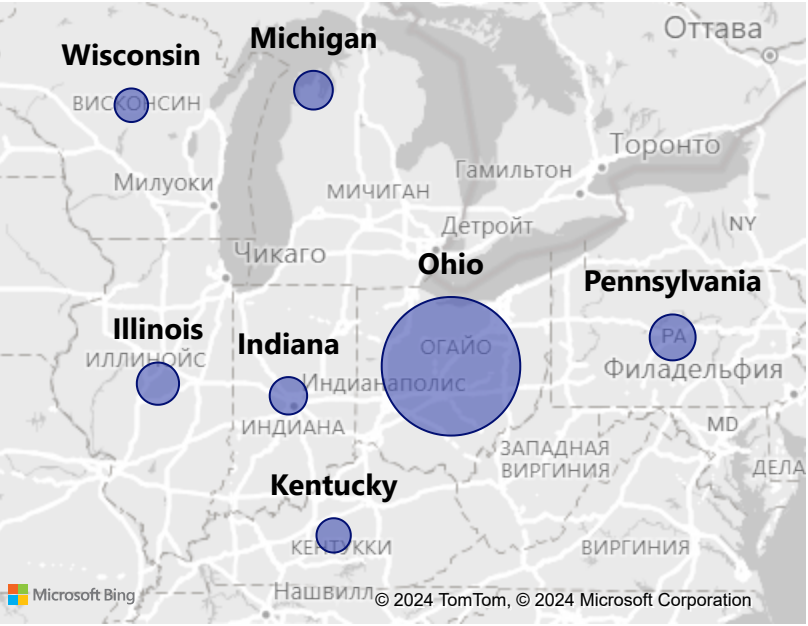 Оттава
Michigan
Wisconsin
ВИСКОНСИН
Торонто
Гамильтон
Милуоки
МИЧИГАН
NY
Детройт
Чикаго
Ohio
Pennsylvania
Illinois
Indiana
PA
ОГАЙО
ИЛЛИНОЙС
Филадельфия
Индианаполис
MD
ИНДИАНА
ЗАПАДНАЯ
ВИРГИНИЯ
ДЕЛА
Kentucky
КЕНТУККИ
ВИРГИНИЯ
Нашвилл
Microsoft Bing
© 2024 TomTom, © 2024 Microsoft Corporation